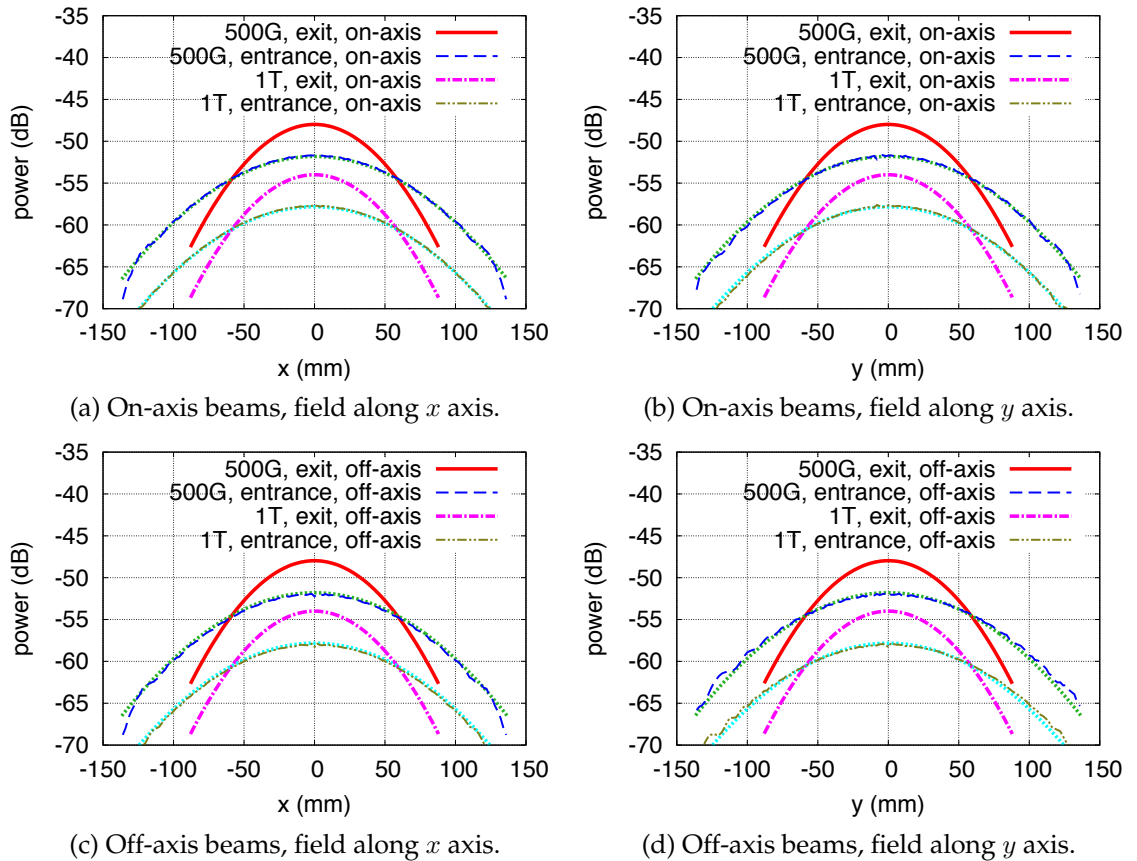 -35
-40
-45
-50
-55
-60
-65
-70
power (dB)
500G, exit, on-axis
500G, entrance, on-axis
1T, exit, on-axis
1T, entrance, on-axis
-150 -100 -50 0 50 100 150
x (mm)
(a) On-axis beams, field along x axis.
-35
-40
-45
-50
-55
-60
-65
-70
power (dB)
500G, exit, on-axis
500G, entrance, on-axis
1T, exit, on-axis
1T, entrance, on-axis
-150 -100 -50 0 50 100 150
y (mm)
(b) On-axis beams, field along y axis.
-35
-40
-45
-50
-55
-60
-65
-70
power (dB)
500G, exit, off-axis
500G, entrance, off-axis
1T, exit, off-axis
1T, entrance, off-axis
-150 -100 -50 0 50 100 150
x (mm)
(c) Off-axis beams, field along x axis.
-35
-40
-45
-50
-55
-60
-65
-70
power (dB)
500G, exit, off-axis
500G, entrance, off-axis
1T, exit, off-axis
1T, entrance, off-axis
-150 -100 -50 0 50 100 150
y (mm)
(d) Off-axis beams, field along y axis.